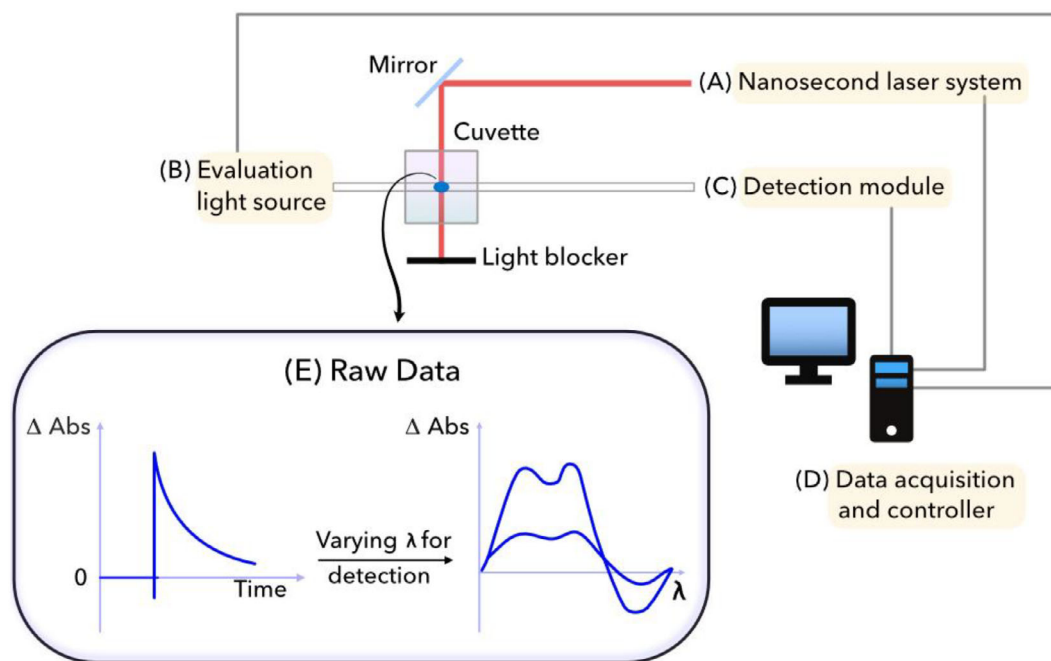 Mirror
(A) Nanosecond laser system
Cuvette
(B) Evaluation
light source
(C) Detection module
Light blocker
(E) Raw Data
Δ Abs
0
Time
Varying λ for
detection
Δ Abs
λ
(D) Data acquisition
and controller